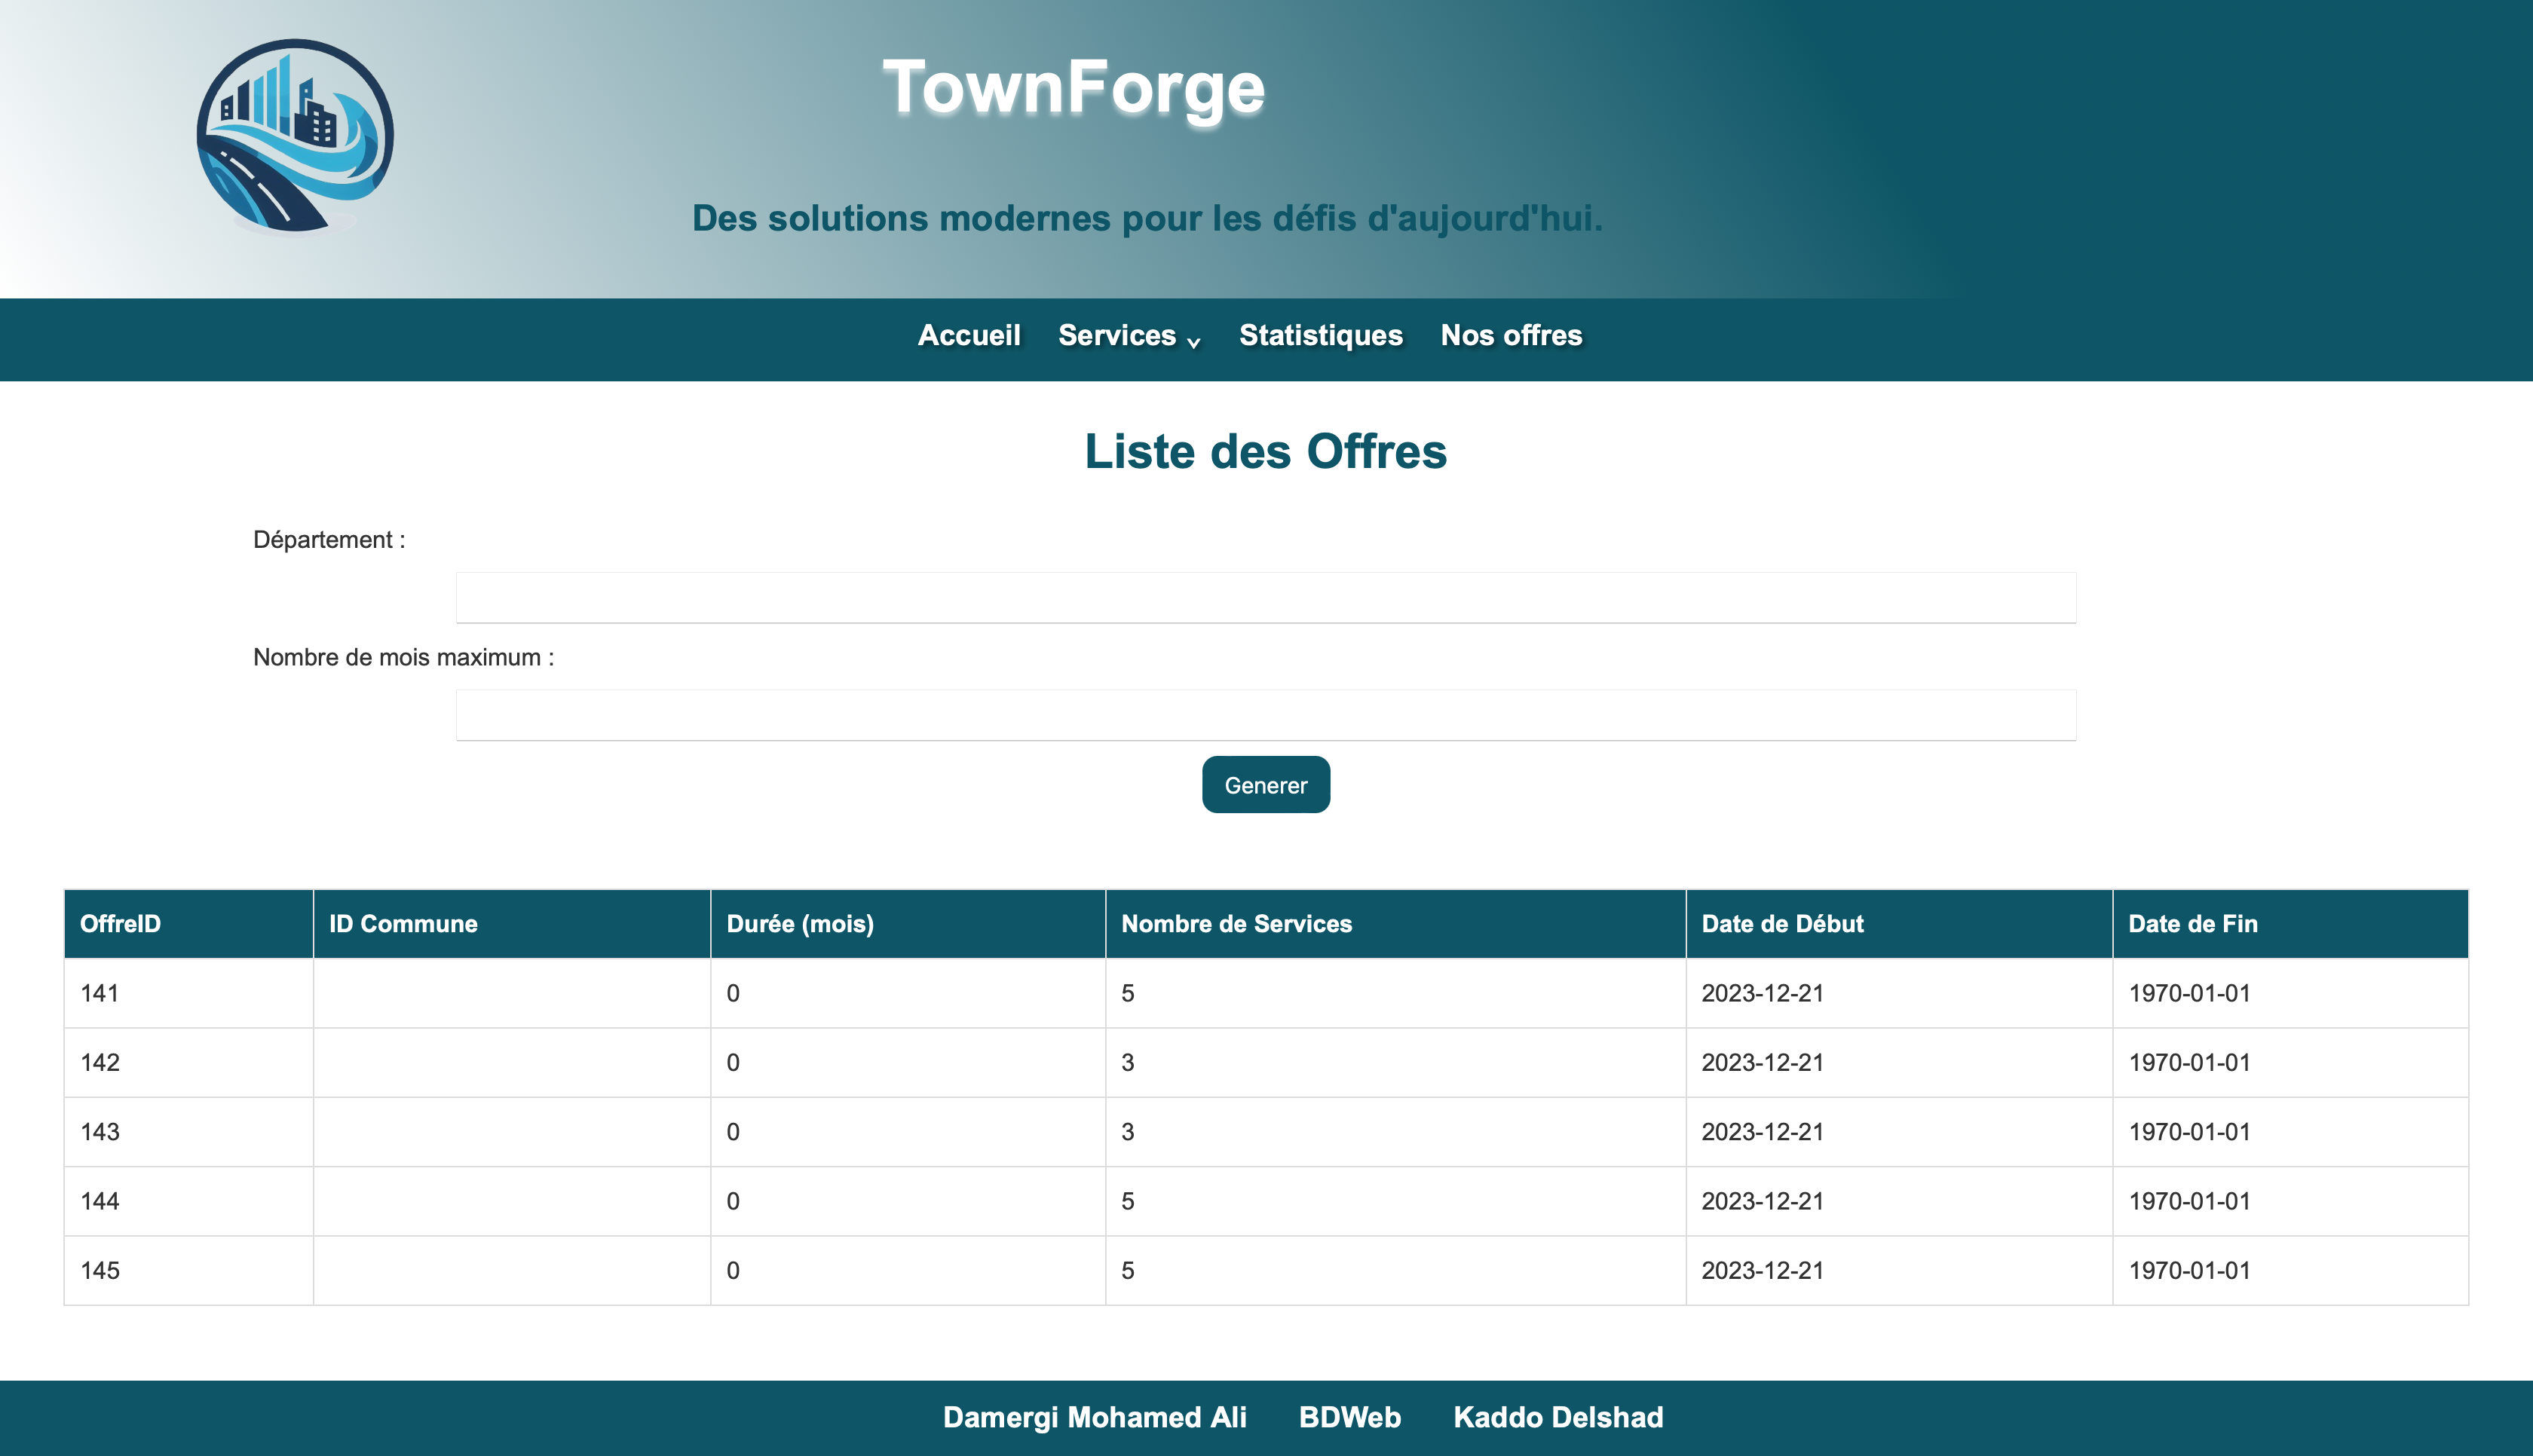 TownForge
Des solutions modernes pour les défis d'aujourd'hui.
Accueil Services Statistiques Nos offres
Liste des Offres
Département :
Nombre de mois maximum :
Generer
OffreID ID Commune Durée (mois) Nombre de Services Date de Début Date de Fin
141 0 5 2023-12-21 1970-01-01
142 0 3 2023-12-21 1970-01-01
143 0 3 2023-12-21 1970-01-01
144 0 5 2023-12-21 1970-01-01
145 0 5 2023-12-21 1970-01-01
Damergi Mohamed Ali BDWeb Kaddo Delshad